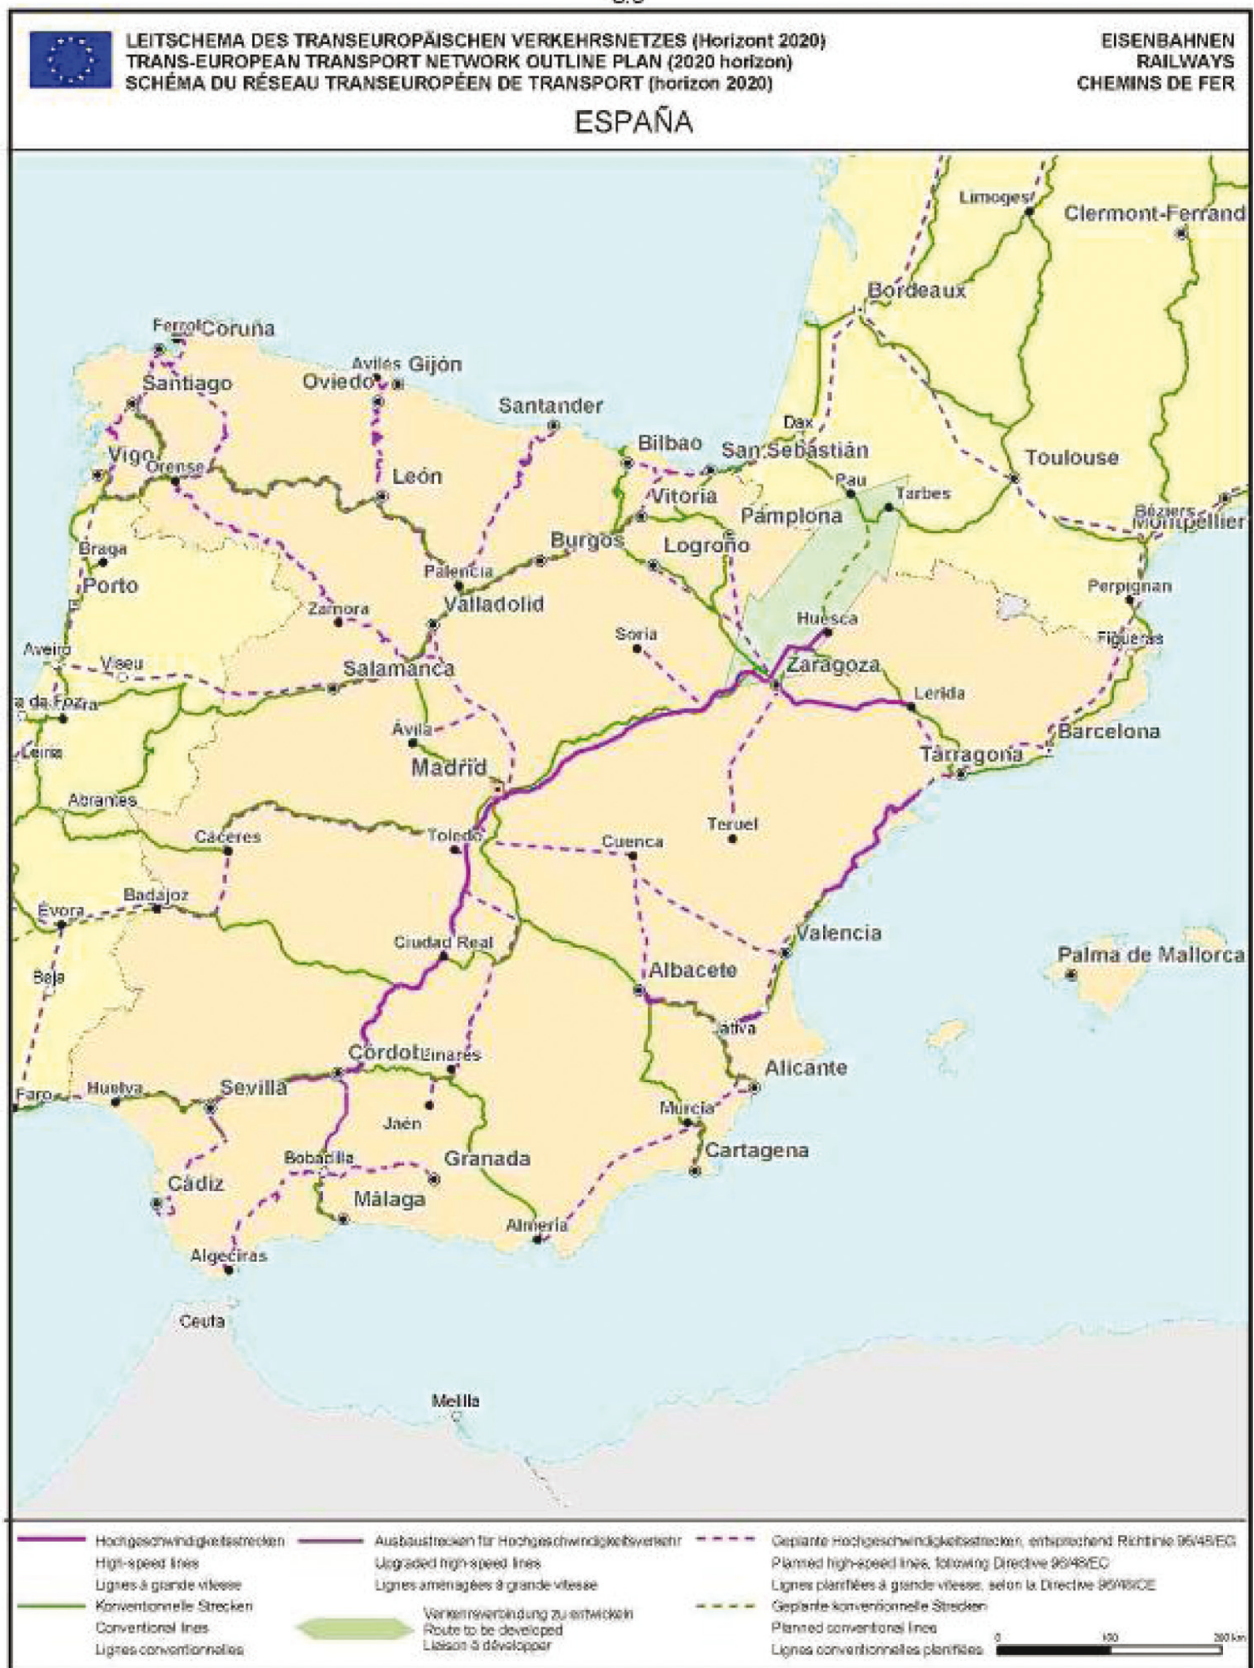 LEITSCHEMA DES TRANSEUROPÄISCHEN VERKEHRSNETZES (Horizont 2020)
TRANS-EUROPEAN TRANSPORT NETWORK OUTLINE PLAN (2020 horizon)
SCHÉMA DU RÉSEAU TRANSEUROPÉEN DE TRANSPORT (horizon 2020)
EISENBAHNEN
RAILWAYS
CHEMINS DE FER
ESPAÑA
Limoges
Clermont-Ferrand
Bordeaux
Ferrol
Coruña
Avilés
Gijón
Oviedo
Santiago
Santander
Dax
Bilbao
San Sebastián
Toulouse
Vigo
Orense
León
Vitoria
Pau
Tarbes
Béziers
Montpellier
Pamplona
Burgos
Logroño
Braga
Porto
Palencia
Perpignan
Valladolid
Zamora
Huesca
Soria
Figueras
Aveiro
Viseu
Salamanca
Zaragoza
Lerida
a da Foz
Ávila
Barcelona
Leiria
Madrid
Tarragona
Abrantes
Cáceres
Toledo
Teruel
Cuenca
Badajoz
Évora
Ciudad Real
Valencia
Palma de Mallorca
Beja
Albacete
Játiva
Linares
Alicante
Faro
Huelva
Sevilla
Jaén
Murcia
Bobadilla
Granada
Cartagena
Cádiz
Málaga
Almería
Algeciras
Ceuta
Melilla
Hochgeschwindigkeitsstrecken
High-speed lines
Lignes à grande vitesse
Konventionelle Strecken
Conventional lines
Lignes conventionnelles
Ausbaustrecken für Hochgeschwindigkeitsverkehr
Upgraded high-speed lines
Lignes aménagées à grande vitesse
Verkehrsverbindung zu entwickeln
Route to be developed
Liaison à développer
Geplante Hochgeschwindigkeitsstrecken, entsprechend Richtlinie 96/48/EG
Planned high-speed lines, following Directive 96/48/EC
Lignes planifiées à grande vitesse, selon la Directive 96/48/CE
Geplante konventionelle Strecken
Planned conventional lines
Lignes conventionnelles planifiées
0 100 200 km